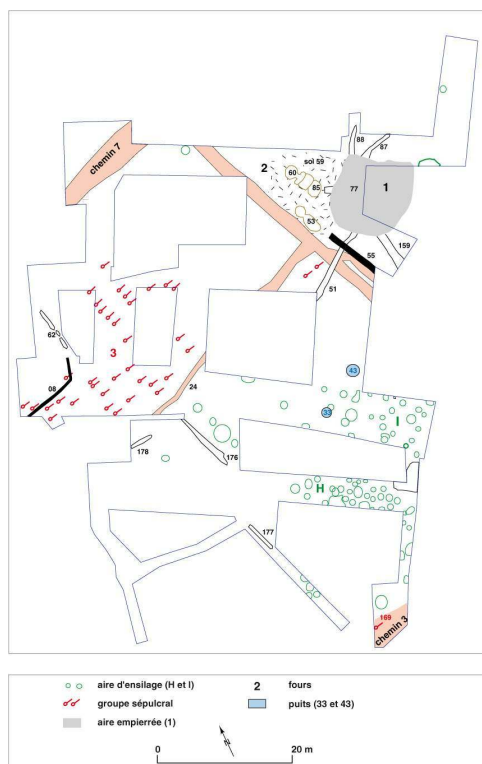 88
87
chemin 7
sol 59
2
60
85
77
1
53
55
159
51
62
3
08
24
43
33
I
178
176
H
177
169
chemin 3
aire d'ensilage (H et I)
2 fours
groupe sépulcral
puits (33 et 43)
aire empierrée (1)
N
0 20 m